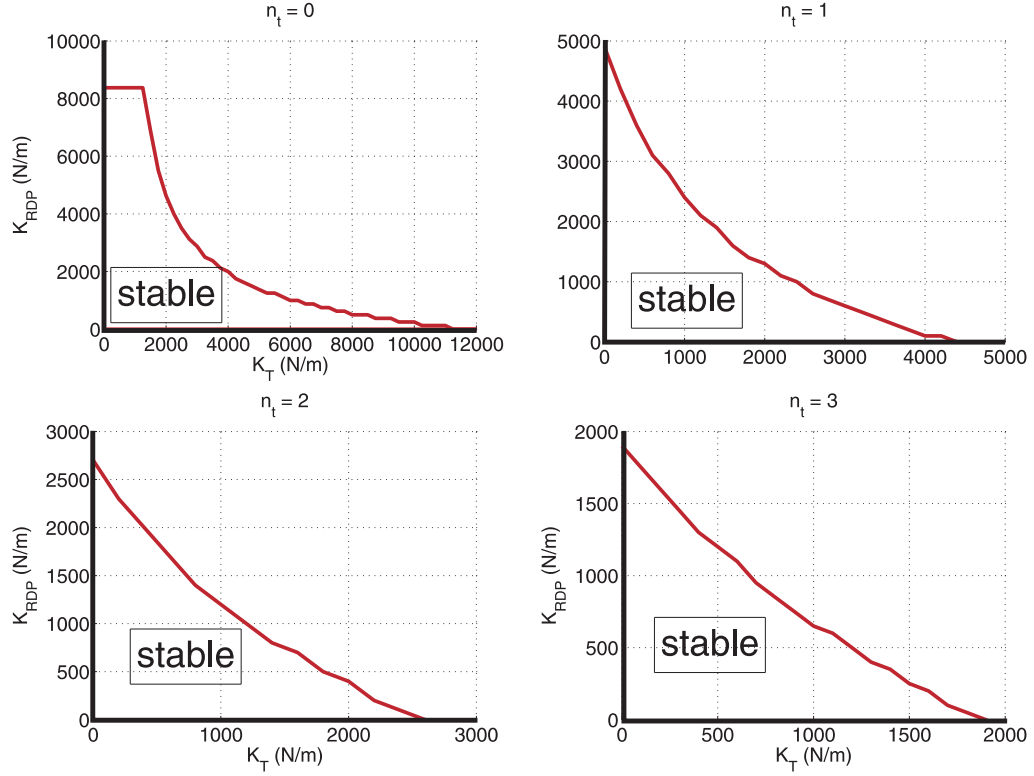 n_t = 0
10000
8000
6000
4000
2000
0
K_RDP (N/m)
stable
0 2000 4000 6000 8000 10000 12000
K_T (N/m)
n_t = 1
5000
4000
3000
2000
1000
0
stable
0 1000 2000 3000 4000 5000
n_t = 2
3000
2500
2000
1500
1000
500
0
K_RDP (N/m)
stable
0 1000 2000 3000
K_T (N/m)
n_t = 3
2000
1500
1000
500
0
K_RDP (N/m)
stable
0 500 1000 1500 2000
K_T (N/m)